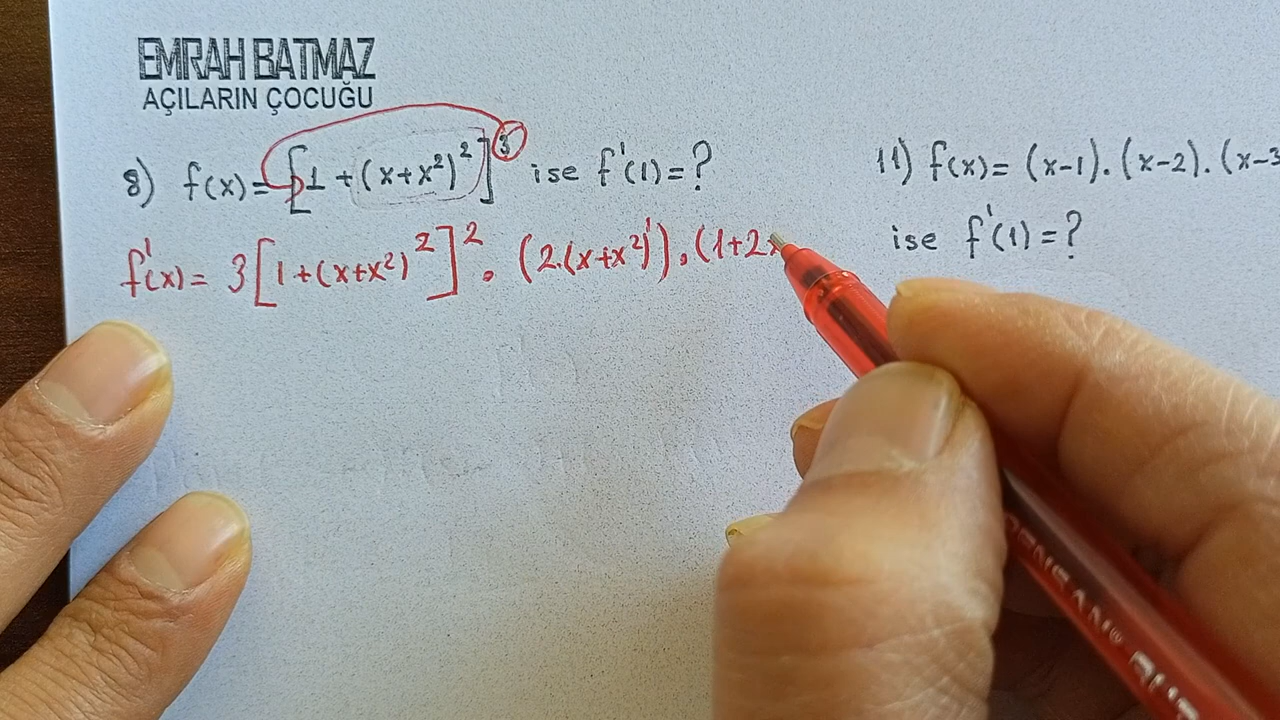 EMRAH BATMAZ
AÇILARIN ÇOCUĞU
8) f(x)= [1 + (x+x²)²]³ ise f'(1)=?
f'(x)= 3[1+(x+x²)²]² . (2.(x+x²)¹).(1+2x
11) f(x)= (x-1).(x-2).(x-3
ise f'(1)=?